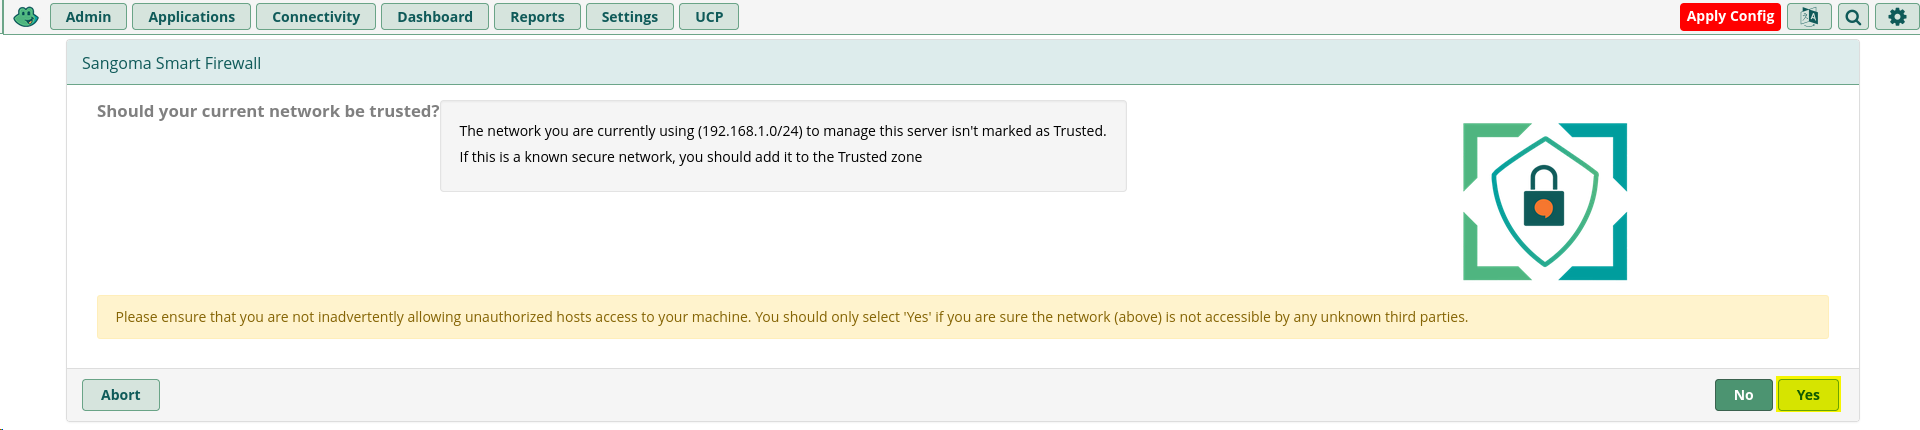 Admin Applications Connectivity Dashboard Reports Settings UCP Apply Config
Sangoma Smart Firewall
Should your current network be trusted?
The network you are currently using (192.168.1.0/24) to manage this server isn't marked as Trusted.
If this is a known secure network, you should add it to the Trusted zone
Please ensure that you are not inadvertently allowing unauthorized hosts access to your machine. You should only select 'Yes' if you are sure the network (above) is not accessible by any unknown third parties.
Abort No Yes